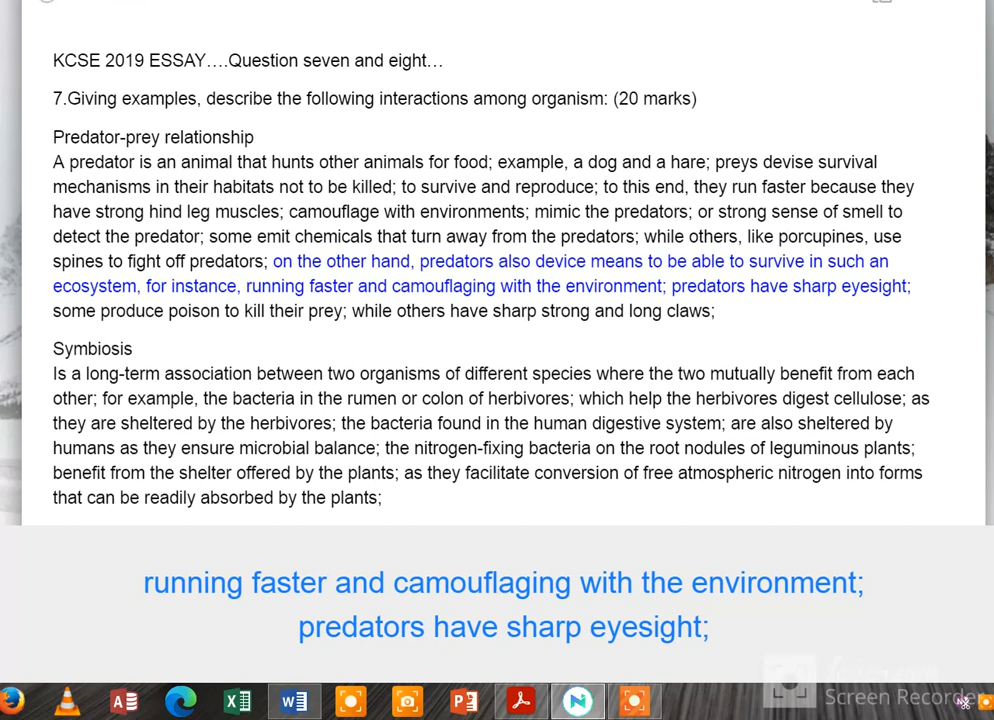 KCSE 2019 ESSAY….Question seven and eight…
7.Giving examples, describe the following interactions among organism: (20 marks)
Predator-prey relationship
A predator is an animal that hunts other animals for food; example, a dog and a hare; preys devise survival
mechanisms in their habitats not to be killed; to survive and reproduce; to this end, they run faster because they
have strong hind leg muscles; camouflage with environments; mimic the predators; or strong sense of smell to
detect the predator; some emit chemicals that turn away from the predators; while others, like porcupines, use
spines to fight off predators; on the other hand, predators also device means to be able to survive in such an
ecosystem, for instance, running faster and camouflaging with the environment; predators have sharp eyesight;
some produce poison to kill their prey; while others have sharp strong and long claws;
Symbiosis
Is a long-term association between two organisms of different species where the two mutually benefit from each
other; for example, the bacteria in the rumen or colon of herbivores; which help the herbivores digest cellulose; as
they are sheltered by the herbivores; the bacteria found in the human digestive system; are also sheltered by
humans as they ensure microbial balance; the nitrogen-fixing bacteria on the root nodules of leguminous plants;
benefit from the shelter offered by the plants; as they facilitate conversion of free atmospheric nitrogen into forms
that can be readily absorbed by the plants;
running faster and camouflaging with the environment;
predators have sharp eyesight;
Screen Recorder